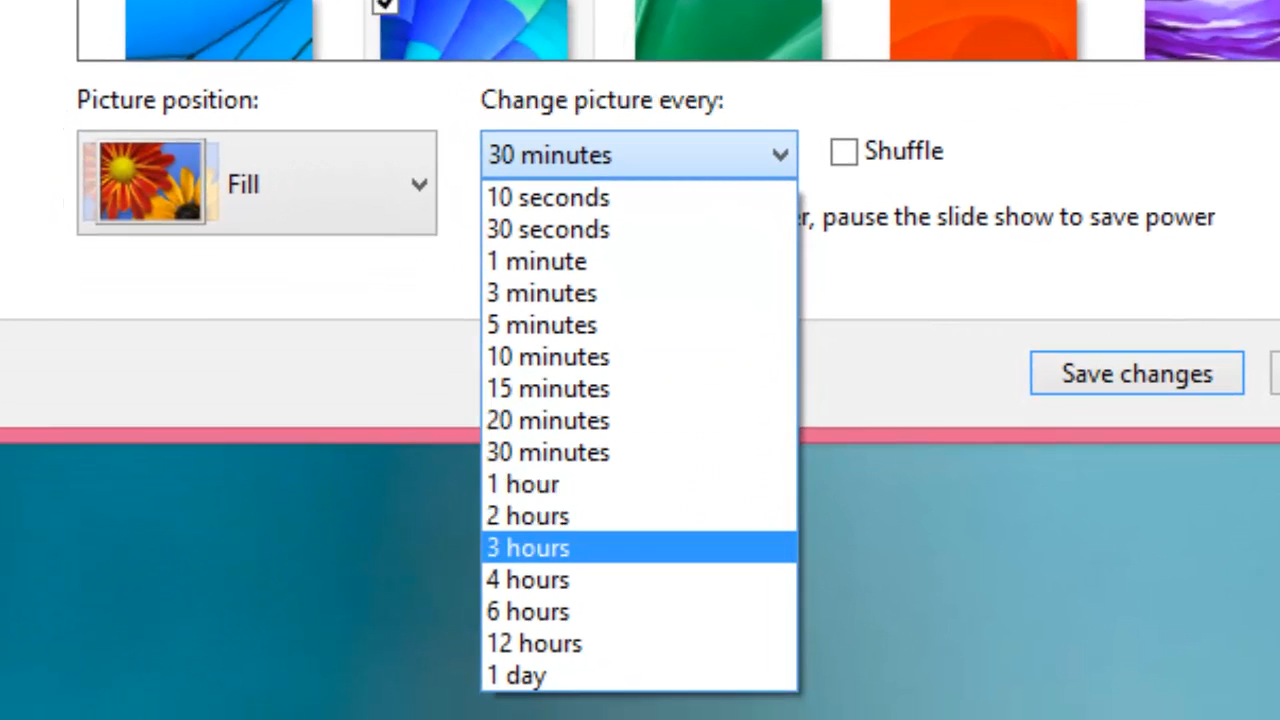 Picture position:
Change picture every:
Fill
30 minutes
Shuffle
10 seconds
30 seconds
1 minute
3 minutes
5 minutes
10 minutes
15 minutes
20 minutes
30 minutes
1 hour
2 hours
3 hours
4 hours
6 hours
12 hours
1 day
, pause the slide show to save power
Save changes